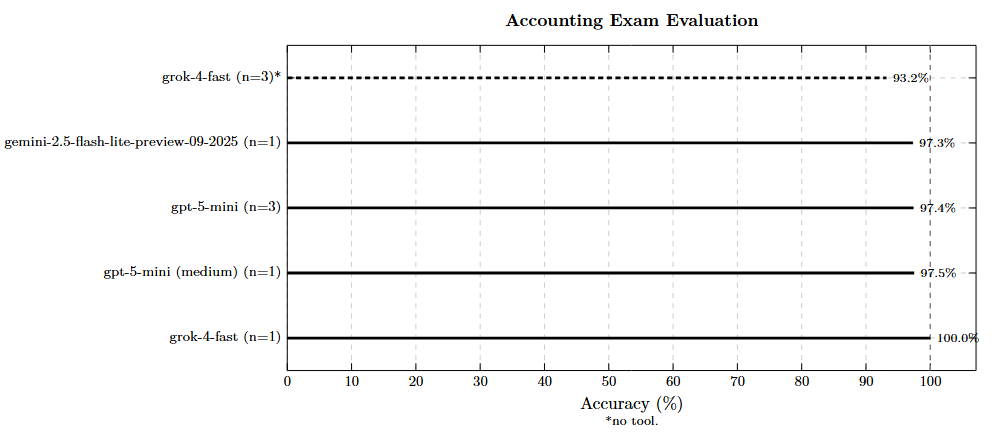 Accounting Exam Evaluation
grok-4-fast (n=3)* 93.2%
gemini-2.5-flash-lite-preview-09-2025 (n=1) 97.3%
gpt-5-mini (n=3) 97.4%
gpt-5-mini (medium) (n=1) 97.5%
grok-4-fast (n=1) 100.0%
0 10 20 30 40 50 60 70 80 90 100
Accuracy (%)
*no tool.